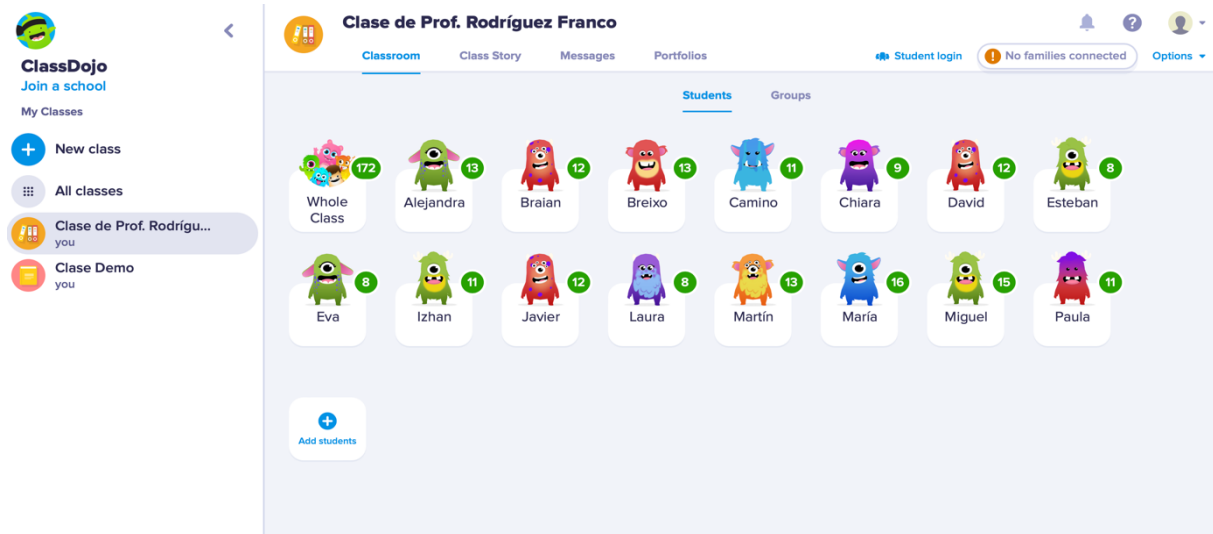 ClassDojo
Join a school
My Classes
New class
All classes
Clase de Prof. Rodrígu...
you
Clase Demo
you
Clase de Prof. Rodríguez Franco
Classroom Class Story Messages Portfolios
Student login
No families connected
Options
Students Groups
172 13 12 13 11 9 12 8
Whole Class Alejandra Braian Breixo Camino Chiara David Esteban
8 11 12 8 13 16 15 11
Eva Izhan Javier Laura Martín María Miguel Paula
Add students